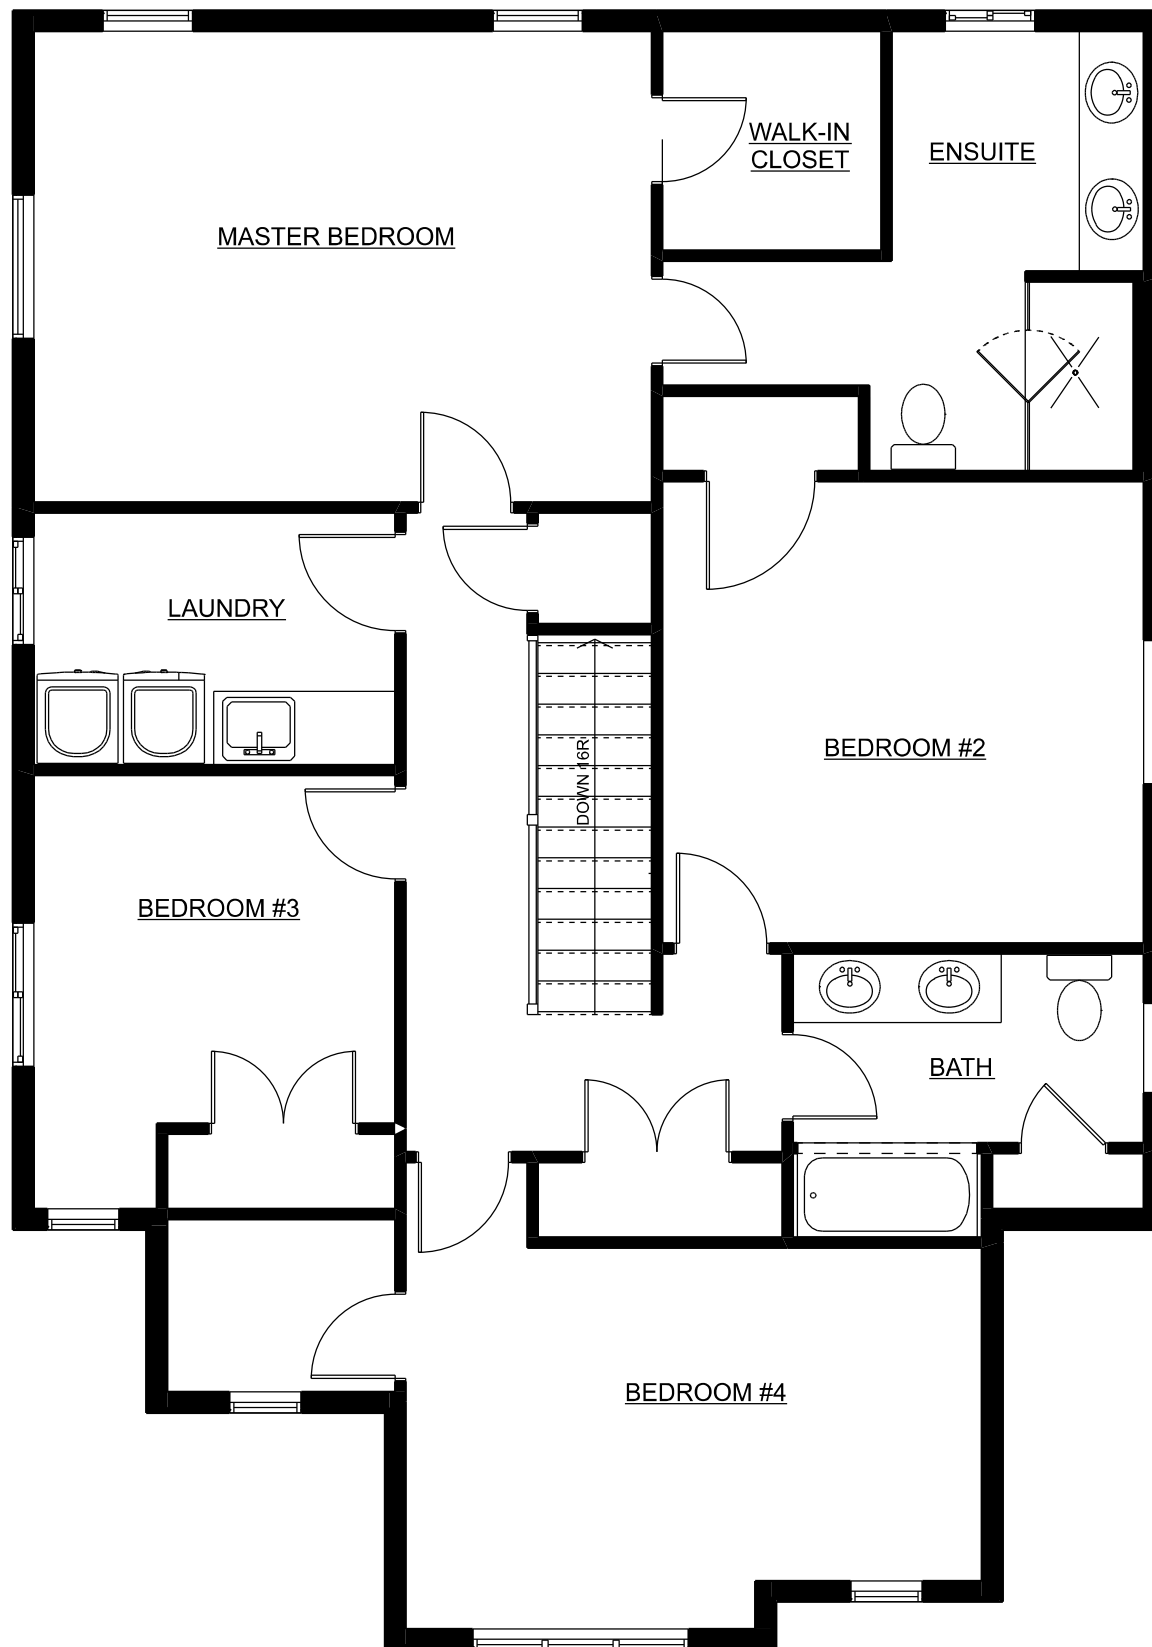 WALK-IN
CLOSET
ENSUITE
MASTER BEDROOM
LAUNDRY
DOWN 16R
BEDROOM #2
BEDROOM #3
BATH
BEDROOM #4